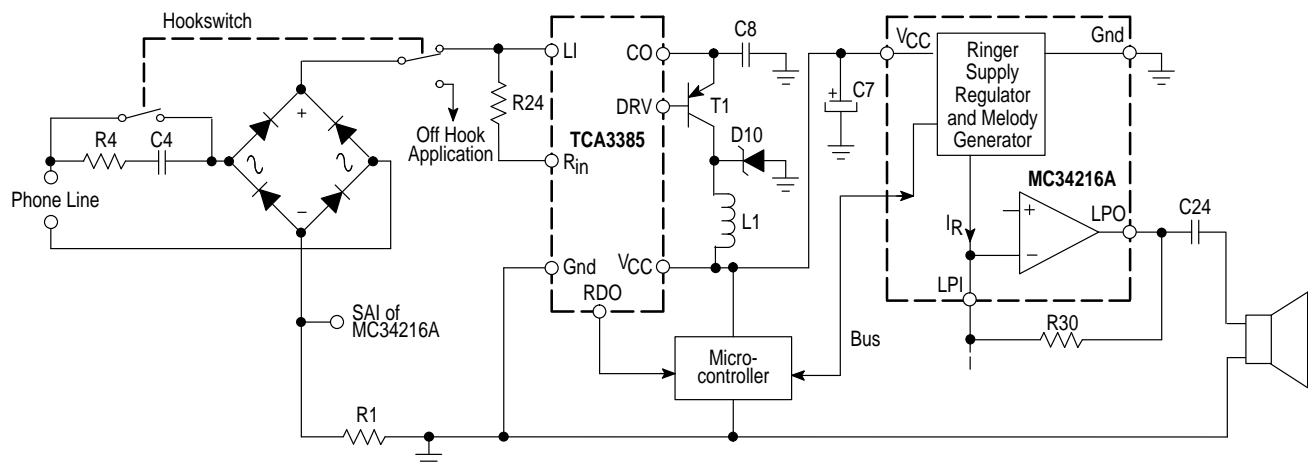 Hookswitch
R4
C4
Phone Line
+
−
SAI of
MC34216A
R1
Off Hook
Application
R24
LI
Rin
Gnd
RDO
TCA3385
CO
DRV
VCC
C8
T1
D10
L1
C7
+
Micro-
controller
Bus
VCC
Gnd
Ringer
Supply
Regulator
and Melody
Generator
MC34216A
IR
+
−
LPO
LPI
R30
C24